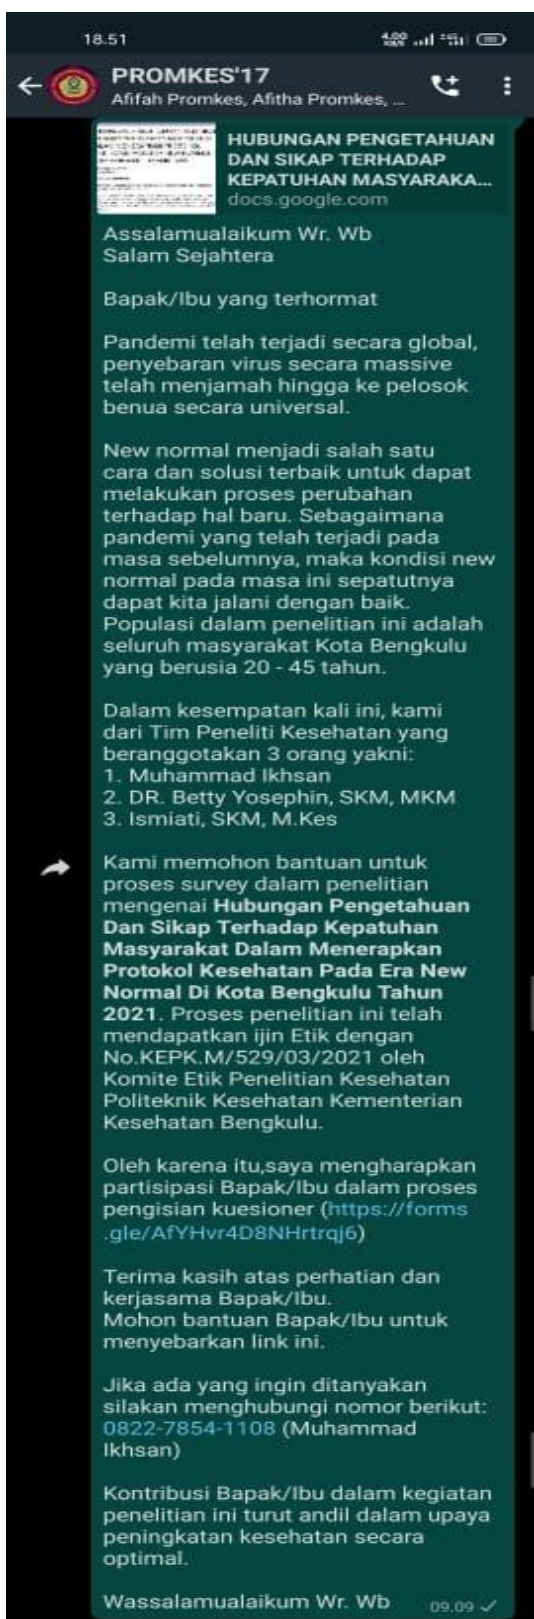 18.51
4,00 KB/S
PROMKES'17
Afifah Promkes, Afitha Promkes, ...
HUBUNGAN PENGETAHUAN
DAN SIKAP TERHADAP
KEPATUHAN MASYARAKA...
docs.google.com
Assalamualaikum Wr. Wb
Salam Sejahtera
Bapak/Ibu yang terhormat
Pandemi telah terjadi secara global,
penyebaran virus secara massive
telah menjamah hingga ke pelosok
benua secara universal.
New normal menjadi salah satu
cara dan solusi terbaik untuk dapat
melakukan proses perubahan
terhadap hal baru. Sebagaimana
pandemi yang telah terjadi pada
masa sebelumnya, maka kondisi new
normal pada masa ini sepatutnya
dapat kita jalani dengan baik.
Populasi dalam penelitian ini adalah
seluruh masyarakat Kota Bengkulu
yang berusia 20 - 45 tahun.
Dalam kesempatan kali ini, kami
dari Tim Peneliti Kesehatan yang
beranggotakan 3 orang yakni:
1. Muhammad Ikhsan
2. DR. Betty Yosephin, SKM, MKM
3. Ismiati, SKM, M.Kes
Kami memohon bantuan untuk
proses survey dalam penelitian
mengenai Hubungan Pengetahuan
Dan Sikap Terhadap Kepatuhan
Masyarakat Dalam Menerapkan
Protokol Kesehatan Pada Era New
Normal Di Kota Bengkulu Tahun
2021. Proses penelitian ini telah
mendapatkan ijin Etik dengan
No.KEPK.M/529/03/2021 oleh
Komite Etik Penelitian Kesehatan
Politeknik Kesehatan Kementerian
Kesehatan Bengkulu.
Oleh karena itu,saya mengharapkan
partisipasi Bapak/Ibu dalam proses
pengisian kuesioner (https://forms
.gle/AfYHvr4D8NHrtrqj6)
Terima kasih atas perhatian dan
kerjasama Bapak/Ibu.
Mohon bantuan Bapak/Ibu untuk
menyebarkan link ini.
Jika ada yang ingin ditanyakan
silakan menghubungi nomor berikut:
0822-7854-1108 (Muhammad
Ikhsan)
Kontribusi Bapak/Ibu dalam kegiatan
penelitian ini turut andil dalam upaya
peningkatan kesehatan secara
optimal.
Wassalamualaikum Wr. Wb
09.09